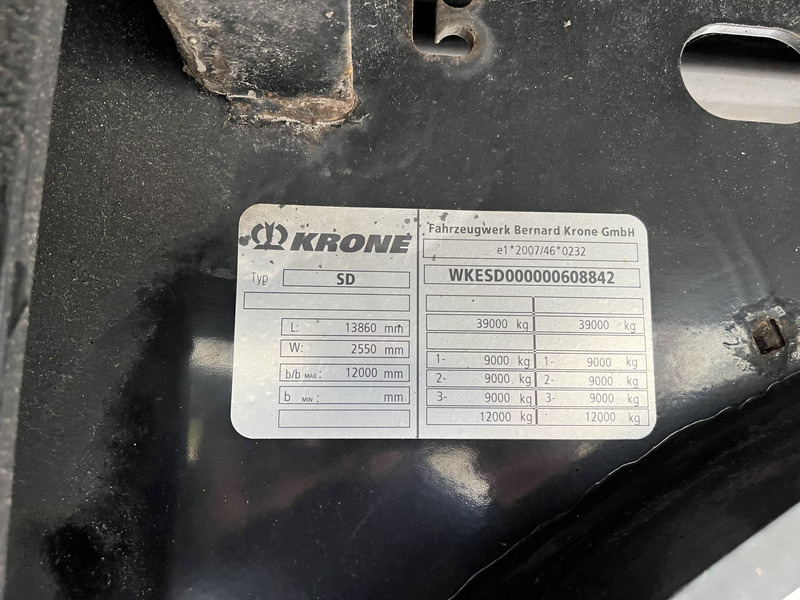 KRONE
Typ SD
L: 13860 mm
W: 2550 mm
b/b MAX: 12000 mm
b MIN: mm
Fahrzeugwerk Bernard Krone GmbH
e1*2007/46*0232
WKESD000000608842
39000 kg 39000 kg
1- 9000 kg 1- 9000 kg
2- 9000 kg 2- 9000 kg
3- 9000 kg 3- 9000 kg
12000 kg 12000 kg